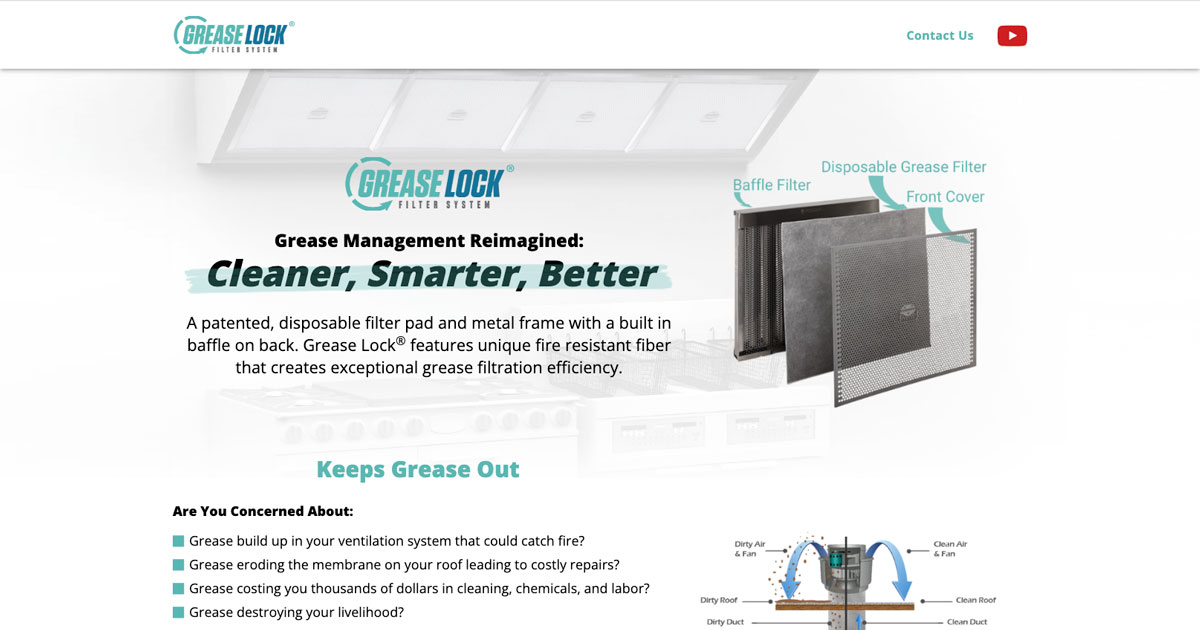 GREASE LOCK®
FILTER SYSTEM
Contact Us
GREASE LOCK®
FILTER SYSTEM
Grease Management Reimagined:
Cleaner, Smarter, Better
A patented, disposable filter pad and metal frame with a built in
baffle on back. Grease Lock® features unique fire resistant fiber
that creates exceptional grease filtration efficiency.
Disposable Grease Filter
Baffle Filter
Front Cover
Keeps Grease Out
Are You Concerned About:
Grease build up in your ventilation system that could catch fire?
Grease eroding the membrane on your roof leading to costly repairs?
Grease costing you thousands of dollars in cleaning, chemicals, and labor?
Grease destroying your livelihood?
Dirty Air
& Fan
Clean Air
& Fan
Dirty Roof
Clean Roof
Dirty Duct
Clean Duct